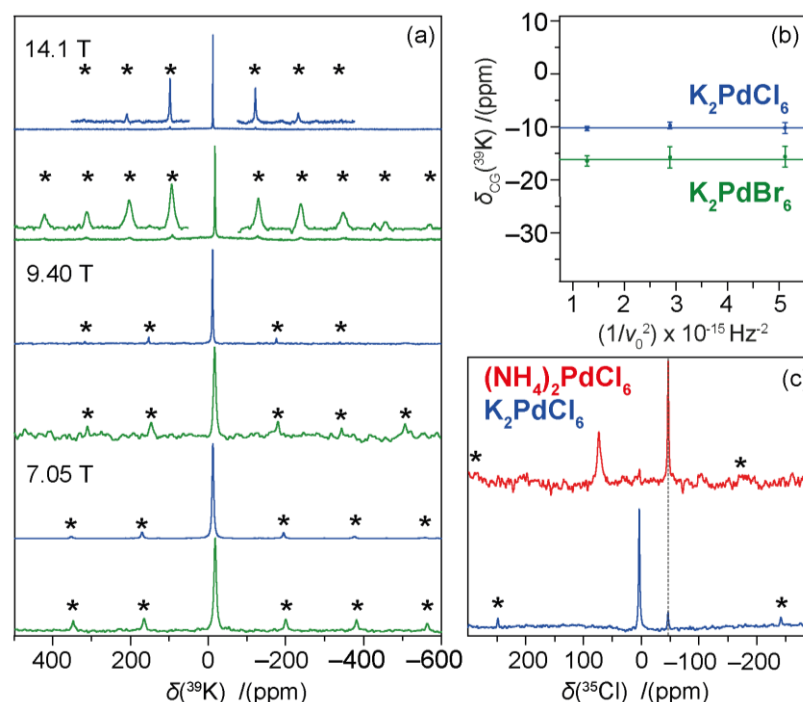 (a)
14.1 T
* * * * * *
* * * * * * * *
9.40 T
* * * *
* * * * *
7.05 T
* * * * *
* * * * *
400 200 0 −200 −400 −600
δ(³⁹K) /(ppm)
(b)
10
0
−10
−20
−30
δCG(³⁹K) /(ppm)
K₂PdCl₆
K₂PdBr₆
1 2 3 4 5
(1/ν₀²) x 10⁻¹⁵ Hz⁻²
(c)
(NH₄)₂PdCl₆
K₂PdCl₆
* *
* *
200 100 0 −100 −200
δ(³⁵Cl) /(ppm)